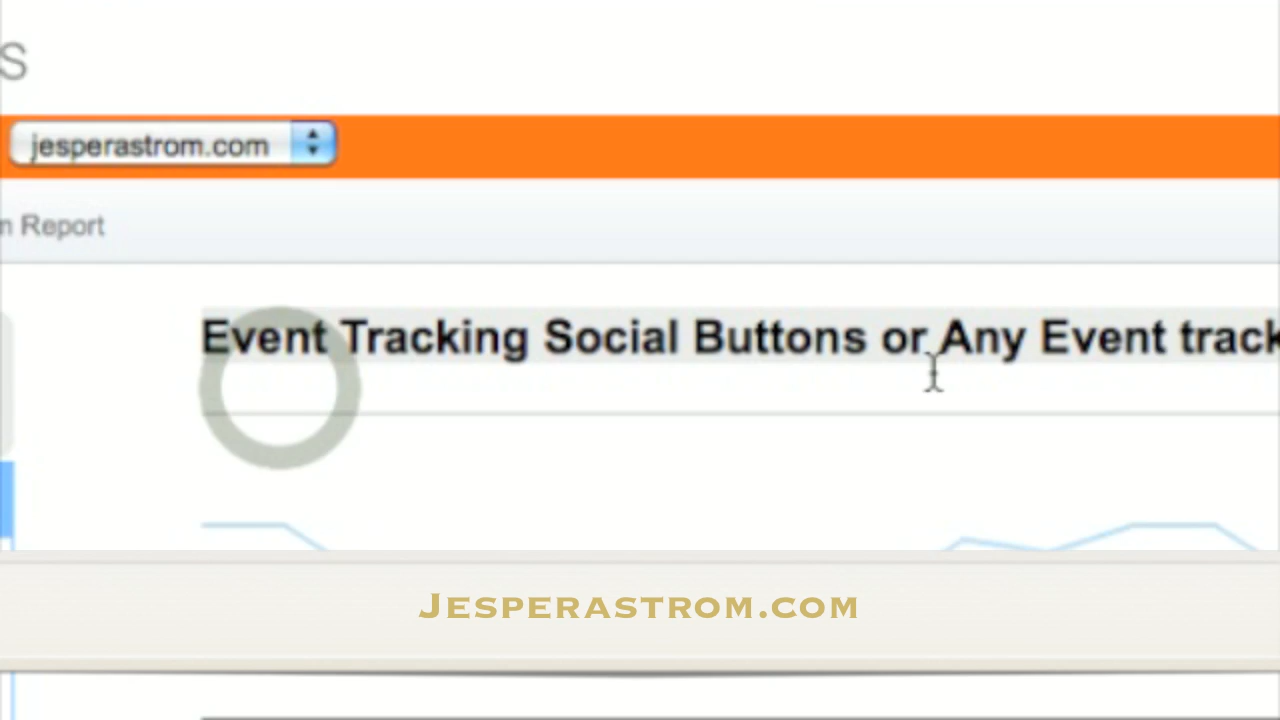 S
jesperastrom.com
n Report
Event Tracking Social Buttons or Any Event track
Jesperastrom.com